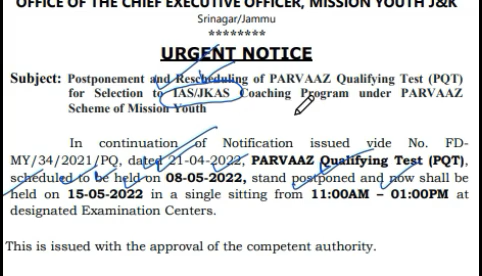 OFFICE OF THE CHIEF EXECUTIVE OFFICER, MISSION YOUTH J&K
Srinagar/Jammu
********
URGENT NOTICE
Subject: Postponement and Rescheduling of PARVAAZ Qualifying Test (PQT)
for Selection to IAS/JKAS Coaching Program under PARVAAZ
Scheme of Mission Youth
In continuation of Notification issued vide No. FD-
MY/34/2021/PQ, dated 21-04-2022, PARVAAZ Qualifying Test (PQT),
scheduled to be held on 08-05-2022, stand postponed and now shall be
held on 15-05-2022 in a single sitting from 11:00AM – 01:00PM at
designated Examination Centers.
This is issued with the approval of the competent authority.